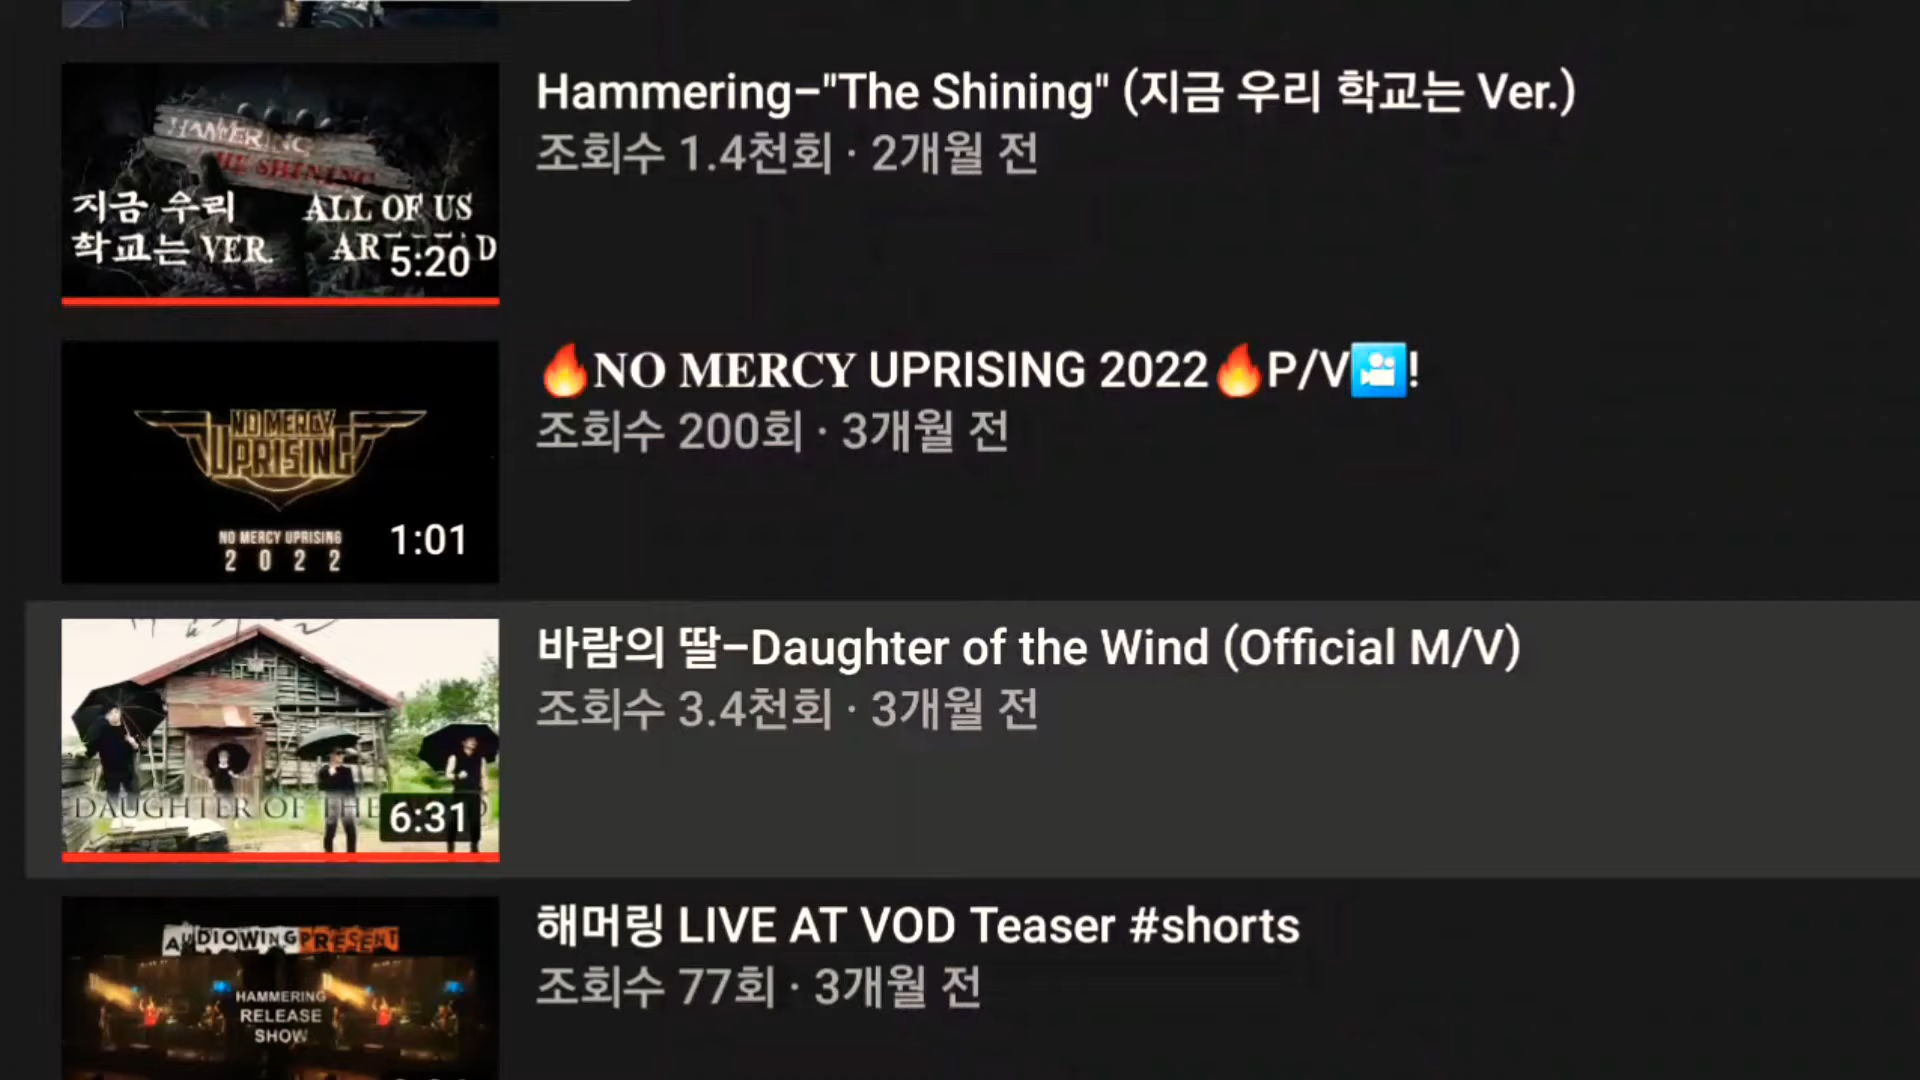 Hammering–"The Shining" (지금 우리 학교는 Ver.)
조회수 1.4천회 · 2개월 전
HAMMERING
THE SHINING
지금 우리 ALL OF US
학교는 VER. AR D
5:20
🔥NO MERCY UPRISING 2022🔥P/V🎦!
조회수 200회 · 3개월 전
NO MERCY
UPRISING
NO MERCY UPRISING
2022
1:01
바람의 딸–Daughter of the Wind (Official M/V)
조회수 3.4천회 · 3개월 전
DAUGHTER OF THE
6:31
해머링 LIVE AT VOD Teaser #shorts
조회수 77회 · 3개월 전
AUDIOWING PRESENT
HAMMERING
RELEASE
SHOW